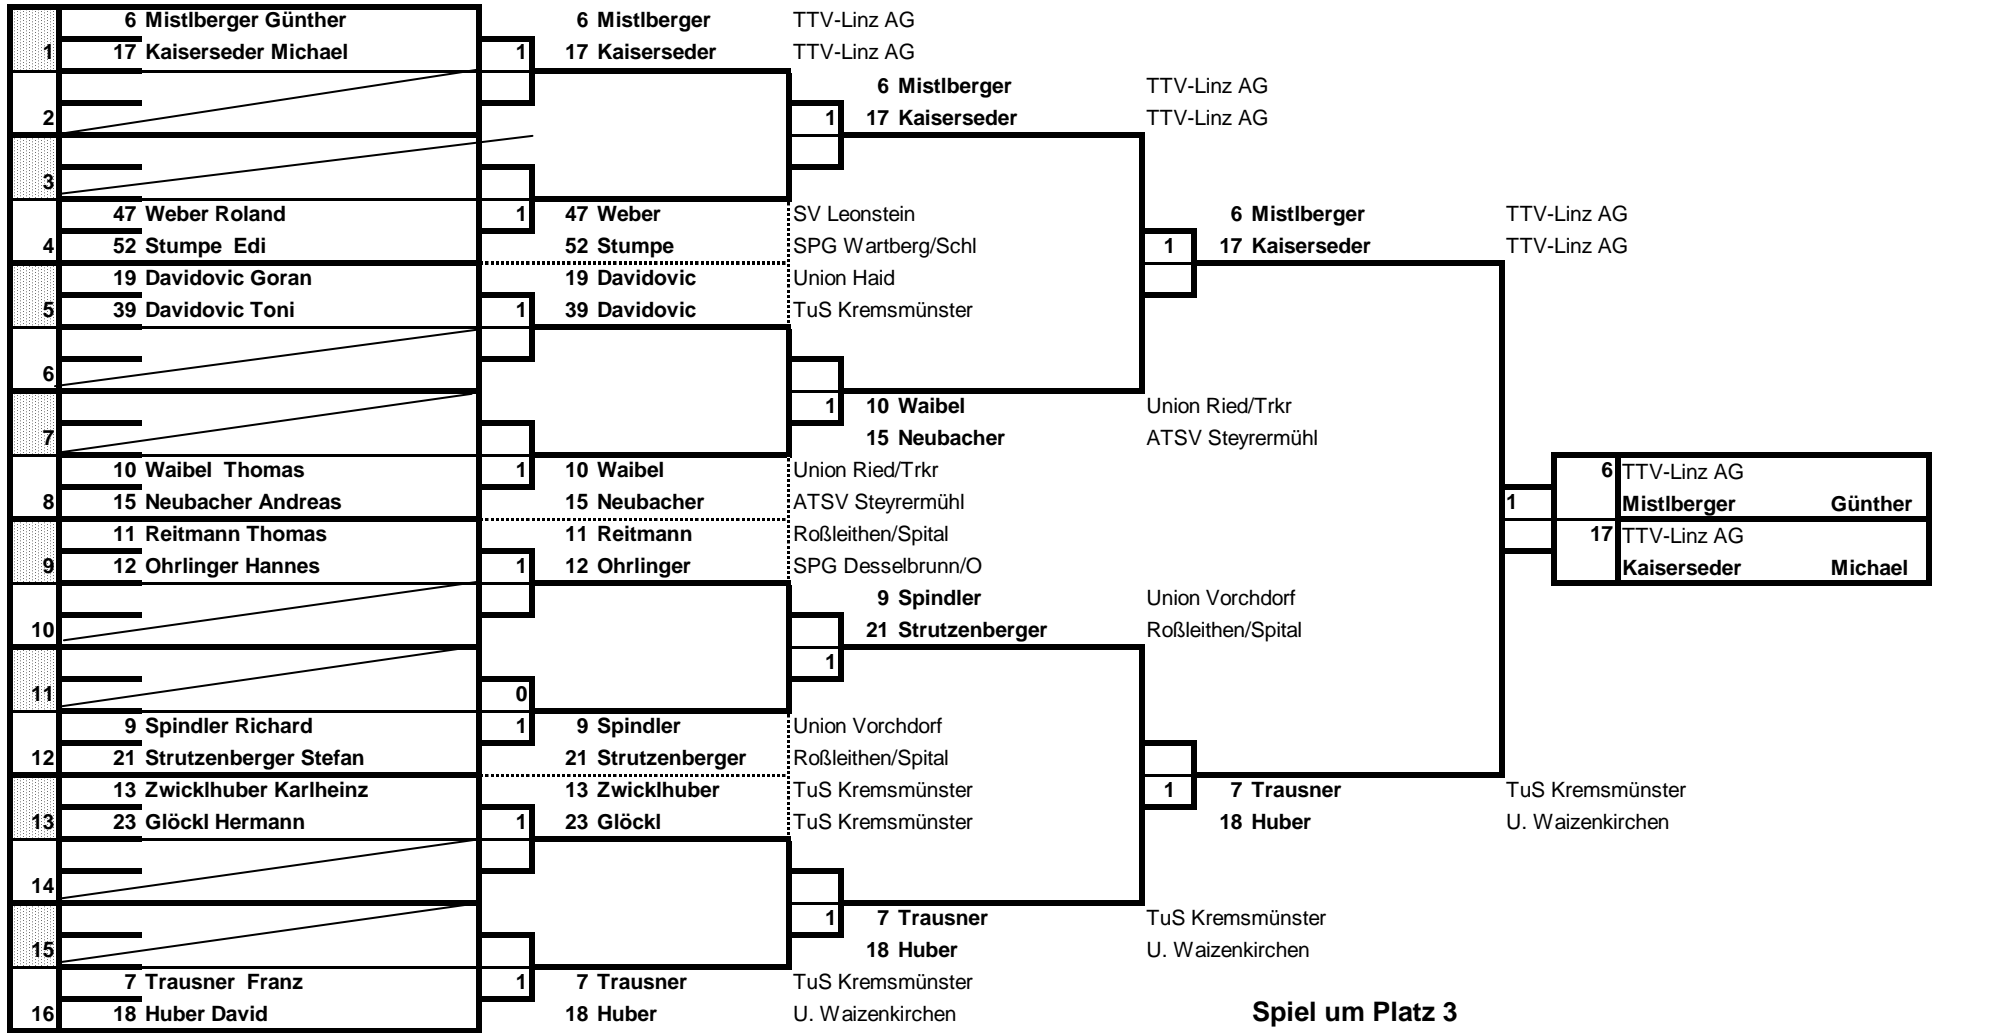 6 Mistlberger Günther 6 Mistlberger TTV-Linz AG
1 17 Kaiserseder Michael 1 17 Kaiserseder TTV-Linz AG
6 Mistlberger TTV-Linz AG
2 1 17 Kaiserseder TTV-Linz AG
3
47 Weber Roland 1 47 Weber SV Leonstein 6 Mistlberger TTV-Linz AG
4 52 Stumpe Edi 52 Stumpe SPG Wartberg/Schl 1 17 Kaiserseder TTV-Linz AG
19 Davidovic Goran 19 Davidovic Union Haid
5 39 Davidovic Toni 1 39 Davidovic TuS Kremsmünster
6
1 10 Waibel Union Ried/Trkr
7 15 Neubacher ATSV Steyrermühl
10 Waibel Thomas 1 10 Waibel Union Ried/Trkr 6 TTV-Linz AG
8 15 Neubacher Andreas 15 Neubacher ATSV Steyrermühl 1 Mistlberger Günther
11 Reitmann Thomas 11 Reitmann Roßleithen/Spital 17 TTV-Linz AG
9 12 Ohrlinger Hannes 1 12 Ohrlinger SPG Desselbrunn/O Kaiserseder Michael
9 Spindler Union Vorchdorf
10 21 Strutzenberger Roßleithen/Spital
1
11 0
9 Spindler Richard 1 9 Spindler Union Vorchdorf
12 21 Strutzenberger Stefan 21 Strutzenberger Roßleithen/Spital
13 Zwicklhuber Karlheinz 13 Zwicklhuber TuS Kremsmünster 1 7 Trausner TuS Kremsmünster
13 23 Glöckl Hermann 1 23 Glöckl TuS Kremsmünster 18 Huber U. Waizenkirchen
14
1 7 Trausner TuS Kremsmünster
15 18 Huber U. Waizenkirchen
7 Trausner Franz 1 7 Trausner TuS Kremsmünster
16 18 Huber David 18 Huber U. Waizenkirchen Spiel um Platz 3